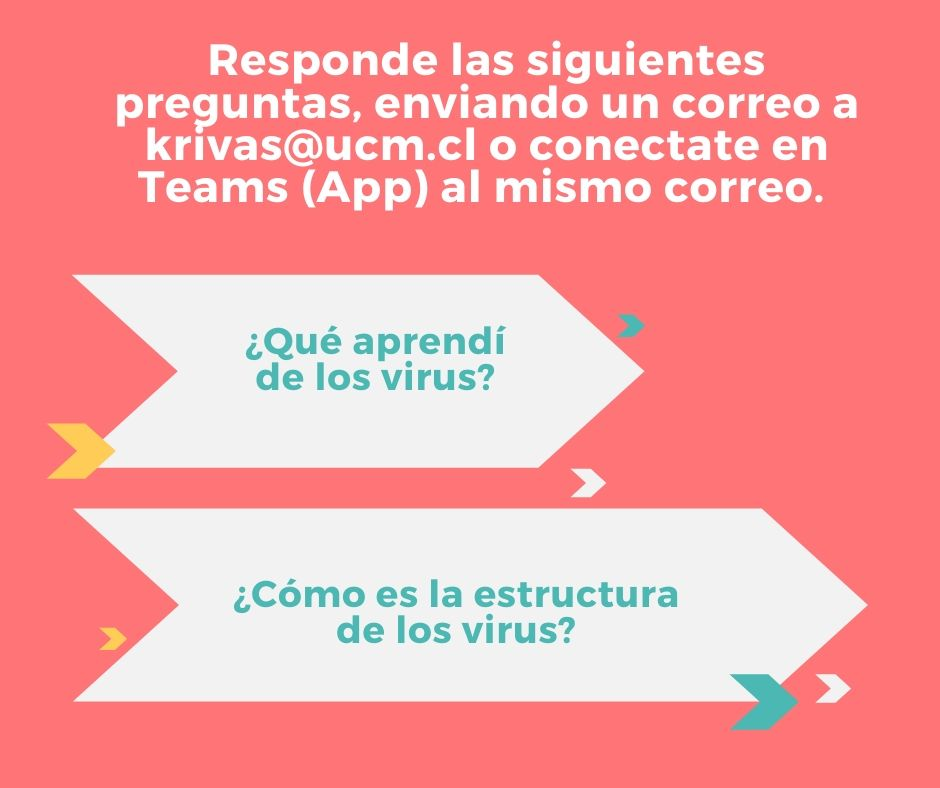 Responde las siguientes
preguntas, enviando un correo a
krivas@ucm.cl o conectate en
Teams (App) al mismo correo.
¿Qué aprendí
de los virus?
¿Cómo es la estructura
de los virus?